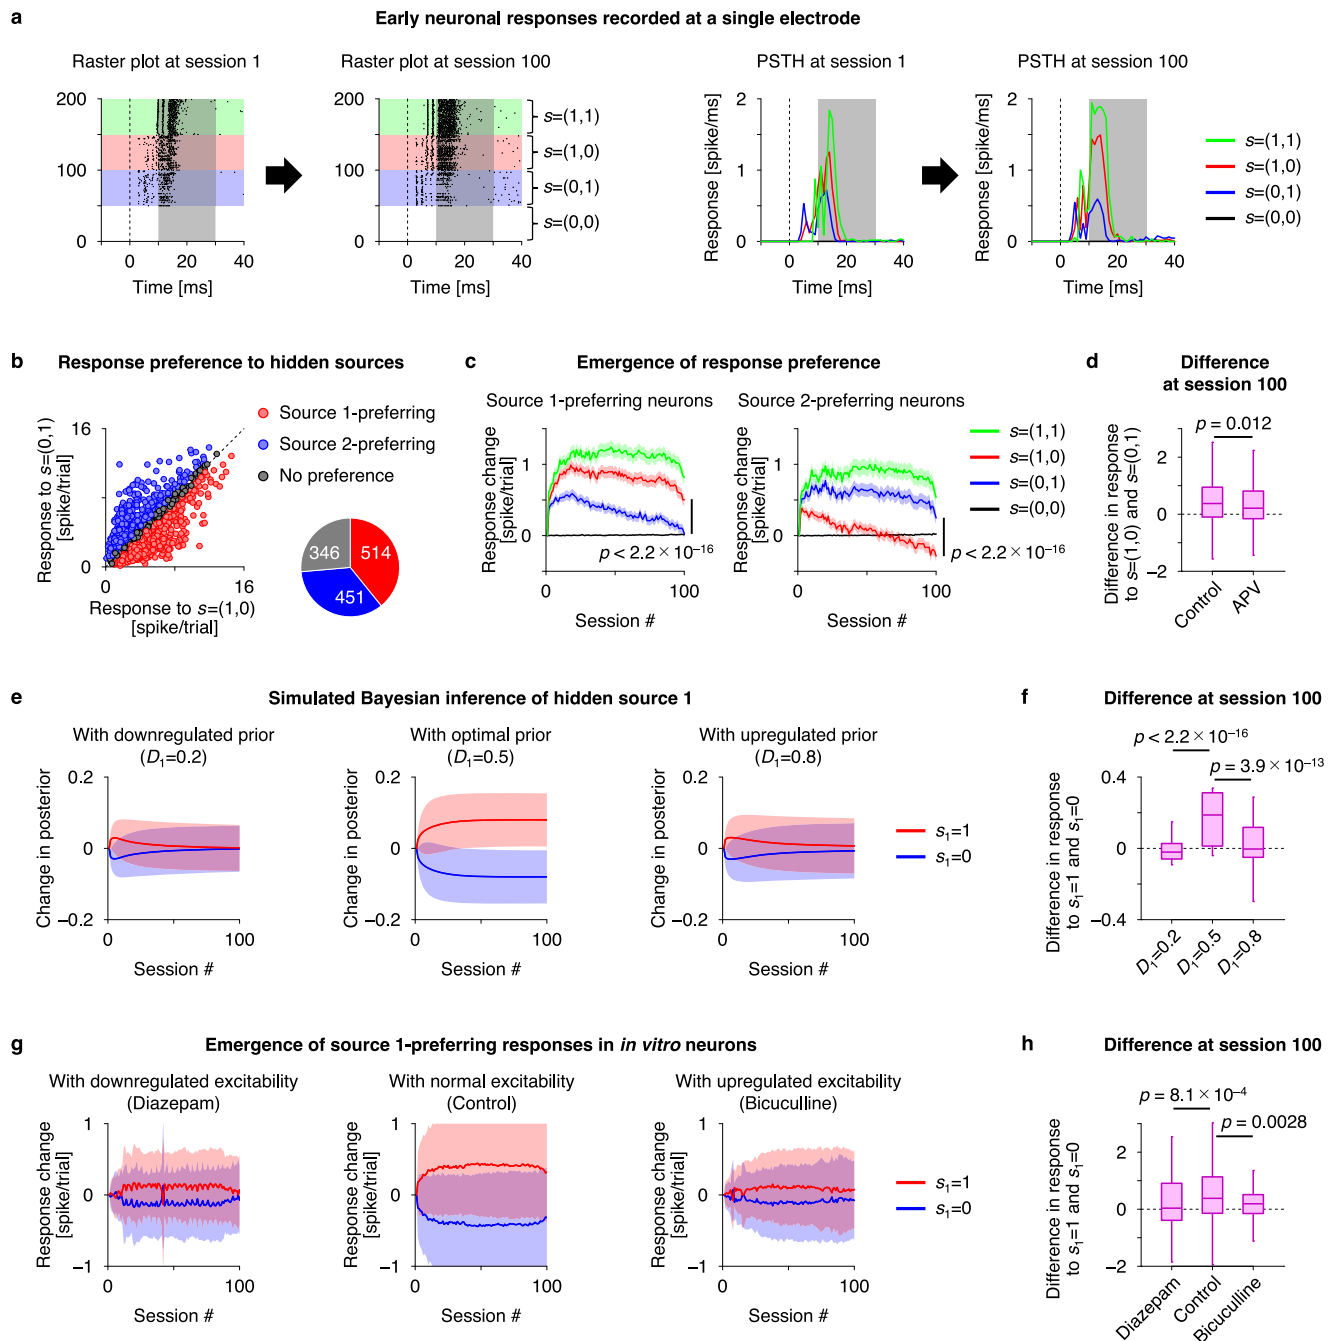 a
Early neuronal responses recorded at a single electrode
Raster plot at session 1
Raster plot at session 100
PSTH at session 1
PSTH at session 100
200
100
0
0 20 40
Time [ms]
0 20 40
Time [ms]
s=(1,1)
s=(1,0)
s=(0,1)
s=(0,0)
Response [spike/ms]
2
1
0
0 20 40
Time [ms]
Response [spike/ms]
2
1
0
0 20 40
Time [ms]
s=(1,1)
s=(1,0)
s=(0,1)
s=(0,0)
b
Response preference to hidden sources
Response to s=(0,1)
[spike/trial]
16
0
0 16
Response to s=(1,0)
[spike/trial]
Source 1-preferring
Source 2-preferring
No preference
346
514
451
c
Emergence of response preference
Source 1-preferring neurons
Source 2-preferring neurons
Response change
[spike/trial]
1
0
0 100
Session #
p < 2.2 × 10−16
Response change
[spike/trial]
1
0
0 100
Session #
p < 2.2 × 10−16
s=(1,1)
s=(1,0)
s=(0,1)
s=(0,0)
d
Difference
at session 100
p = 0.012
Difference in response
to s=(1,0) and s=(0,1)
2
0
−2
Control
APV
e
Simulated Bayesian inference of hidden source 1
With downregulated prior
(D1=0.2)
With optimal prior
(D1=0.5)
With upregulated prior
(D1=0.8)
Change in posterior
0.2
0
−0.2
0 100
Session #
Change in posterior
0.2
0
−0.2
0 100
Session #
Change in posterior
0.2
0
−0.2
0 100
Session #
s1=1
s1=0
f
Difference at session 100
p < 2.2 × 10−16
p = 3.9 × 10−13
Difference in response
to s1=1 and s1=0
0.4
0
−0.4
D1=0.2
D1=0.5
D1=0.8
g
Emergence of source 1-preferring responses in in vitro neurons
With downregulated excitability
(Diazepam)
With normal excitability
(Control)
With upregulated excitability
(Bicuculline)
Response change
[spike/trial]
1
0
−1
0 100
Session #
Response change
[spike/trial]
1
0
−1
0 100
Session #
Response change
[spike/trial]
1
0
−1
0 100
Session #
s1=1
s1=0
h
Difference at session 100
p = 8.1 × 10−4
p = 0.0028
Difference in response
to s1=1 and s1=0
2
0
−2
Diazepam
Control
Bicuculline